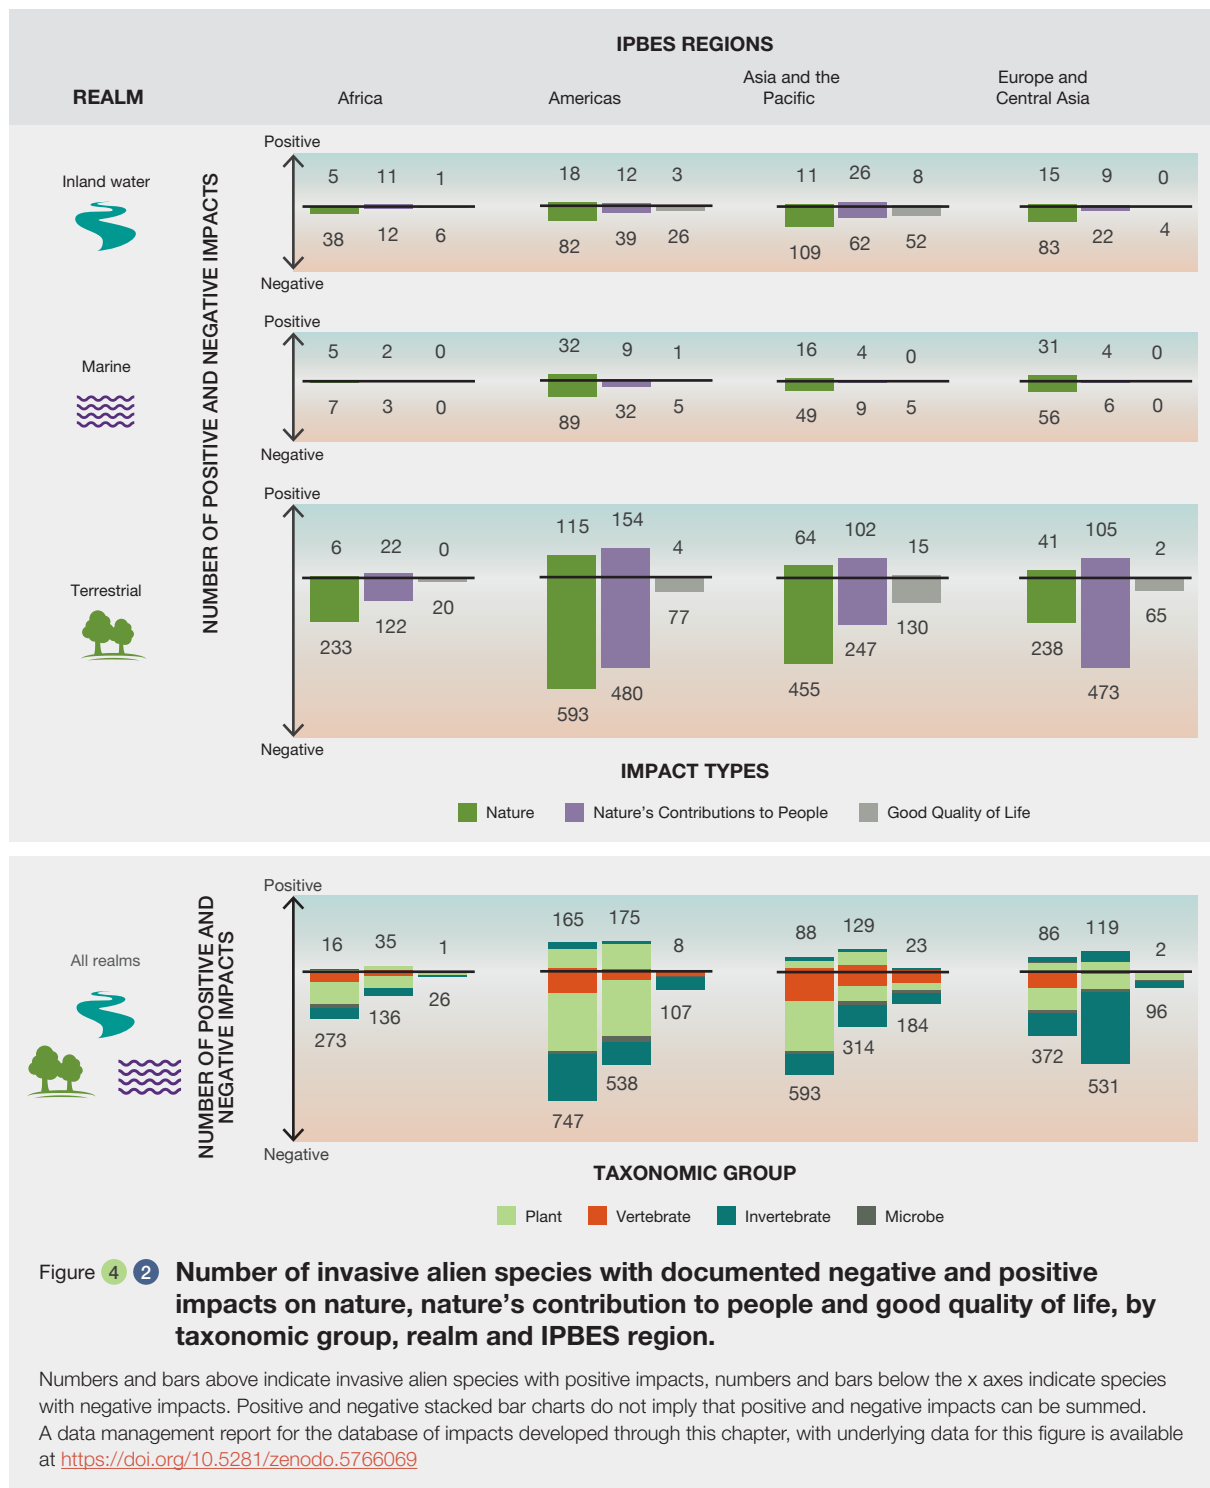 IPBES REGIONS
REALM
Africa
Americas
Asia and the
Pacific
Europe and
Central Asia
NUMBER OF POSITIVE AND NEGATIVE IMPACTS
Inland water
Positive
5 11 1 18 12 3 11 26 8 15 9 0
38 12 6 82 39 26 109 62 52 83 22 4
Negative
Marine
Positive
5 2 0 32 9 1 16 4 0 31 4 0
7 3 0 89 32 5 49 9 5 56 6 0
Negative
Terrestrial
Positive
6 22 0 115 154 4 64 102 15 41 105 2
233 122 20 593 480 77 455 247 130 238 473 65
Negative
IMPACT TYPES
Nature Nature's Contributions to People Good Quality of Life
All realms
NUMBER OF POSITIVE AND
NEGATIVE IMPACTS
Positive
16 35 1 165 175 8 88 129 23 86 119 2
273 136 26 747 538 107 593 314 184 372 531 96
Negative
TAXONOMIC GROUP
Plant Vertebrate Invertebrate Microbe
Figure 4 2 Number of invasive alien species with documented negative and positive
impacts on nature, nature's contribution to people and good quality of life, by
taxonomic group, realm and IPBES region.
Numbers and bars above indicate invasive alien species with positive impacts, numbers and bars below the x axes indicate species
with negative impacts. Positive and negative stacked bar charts do not imply that positive and negative impacts can be summed.
A data management report for the database of impacts developed through this chapter, with underlying data for this figure is available
at https://doi.org/10.5281/zenodo.5766069